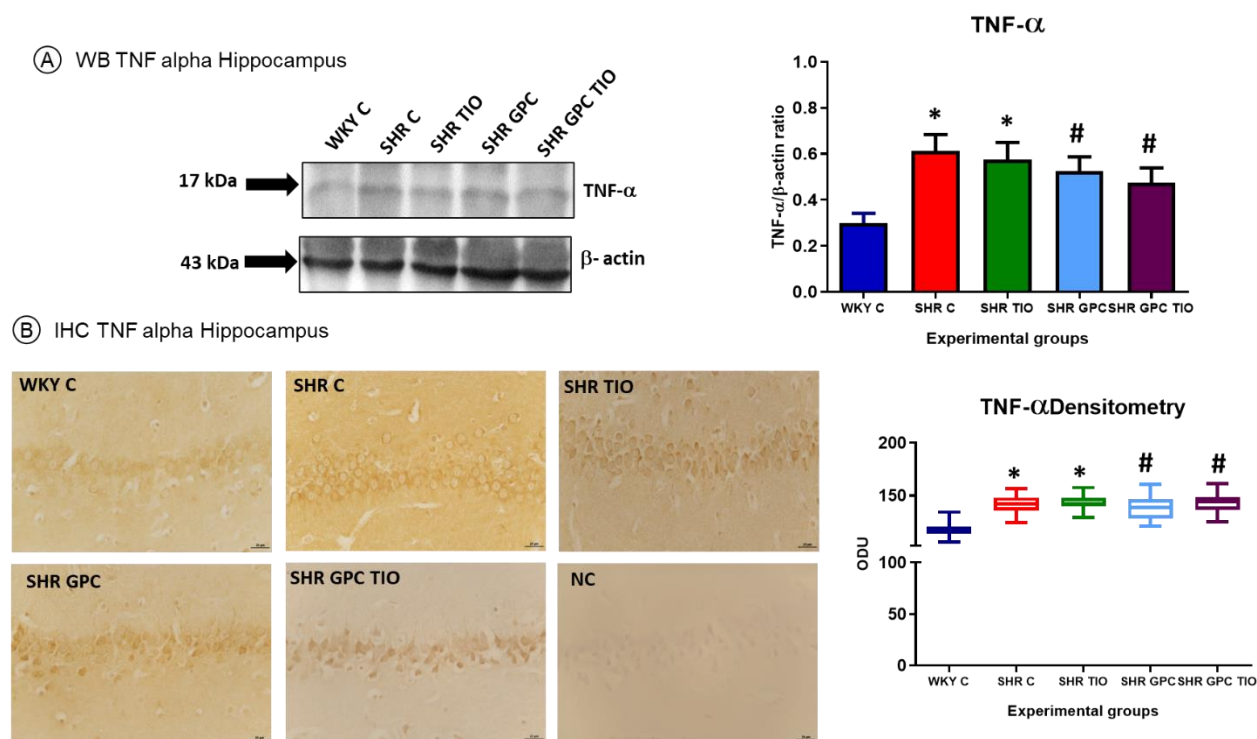 Ⓐ WB TNF alpha Hippocampus
WKY C
SHR C
SHR TIO
SHR GPC
SHR GPC TIO
17 kDa
TNF-α
43 kDa
β- actin
TNF-α
TNF-α/β-actin ratio
1.0
0.8
0.6
0.4
0.2
0.0
*
*
#
#
WKY C SHR C SHR TIO SHR GPC SHR GPC TIO
Experimental groups
Ⓑ IHC TNF alpha Hippocampus
WKY C
SHR C
SHR TIO
SHR GPC
SHR GPC TIO
NC
TNF-αDensitometry
ODU
200
150
100
50
0
*
*
#
#
WKY C SHR C SHR TIO SHR GPC SHR GPC TIO
Experimental groups